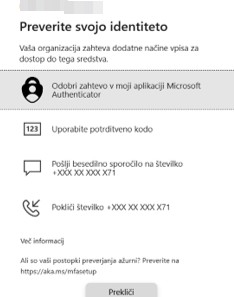 Preverite svojo identiteto
Vaša organizacija zahteva dodatne načine vpisa za
dostop do tega sredstva.
Odobri zahtevo v moji aplikaciji Microsoft
Authenticator
123
Uporabite potrditveno kodo
Pošlji besedilno sporočilo na številko
+XXX XX XXX X71
Pokliči številko +XXX XX XXX X71
Več informacij
Ali so vaši postopki preverjanja ažurni? Preverite na
https://aka.ms/mfasetup
Prekliči